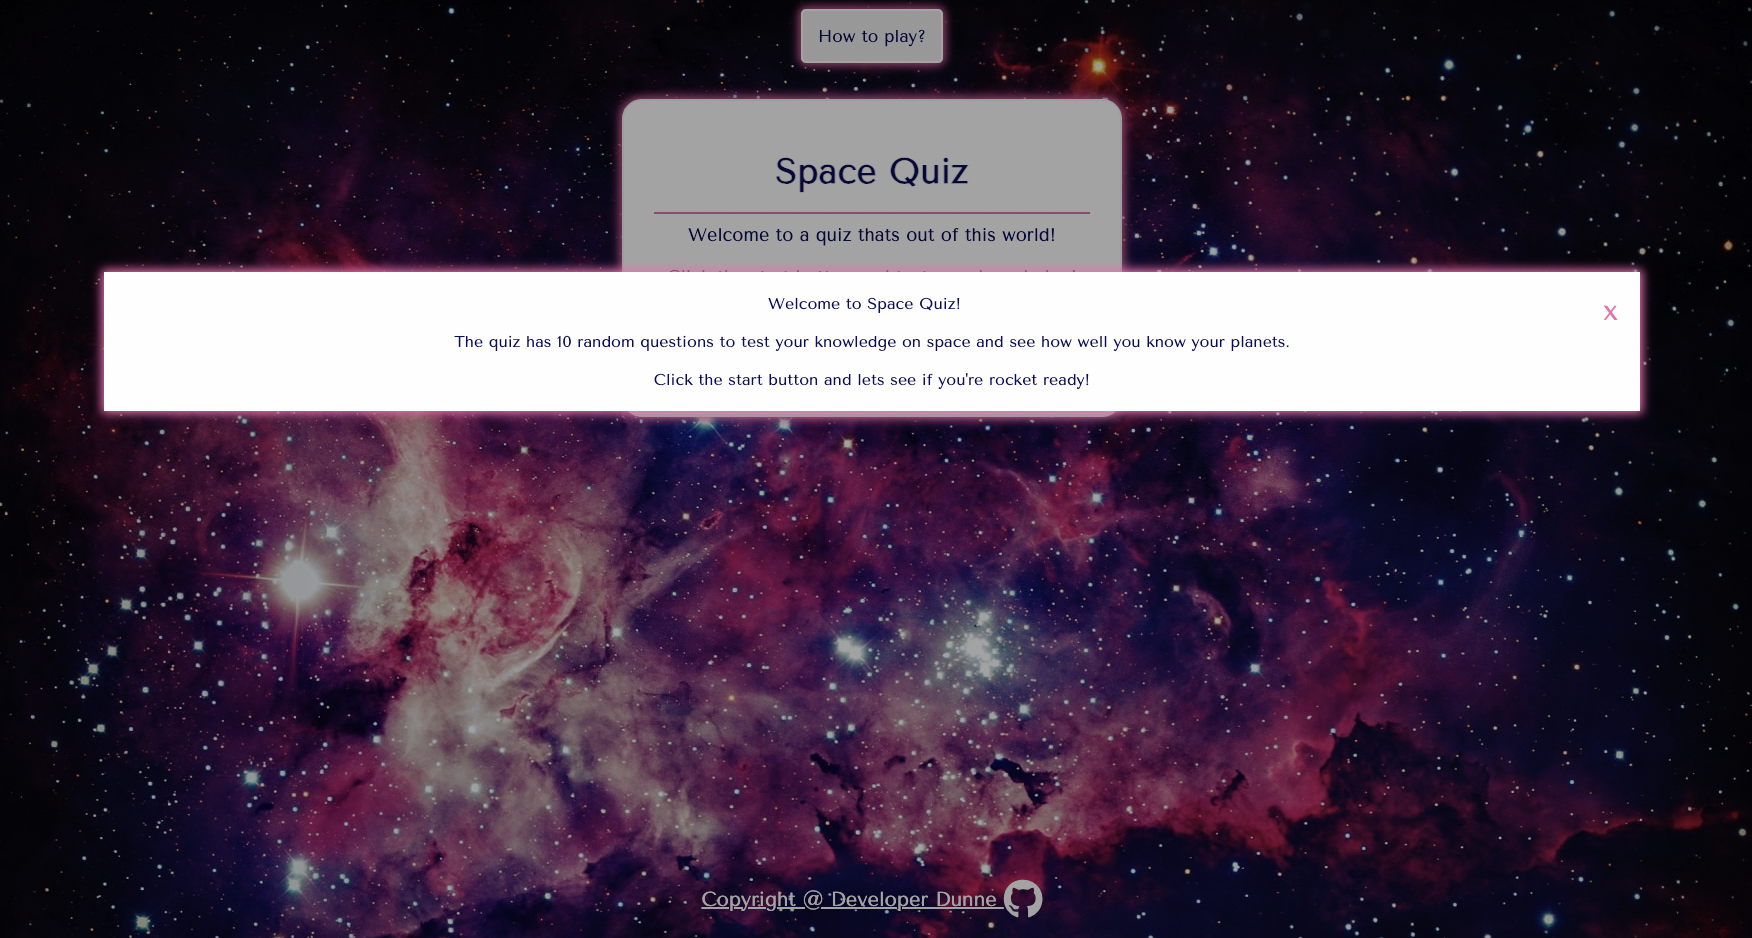 How to play?
Space Quiz
Welcome to a quiz thats out of this world!
Welcome to Space Quiz!
X
The quiz has 10 random questions to test your knowledge on space and see how well you know your planets.
Click the start button and lets see if you're rocket ready!
Copyright @ Developer Dunne